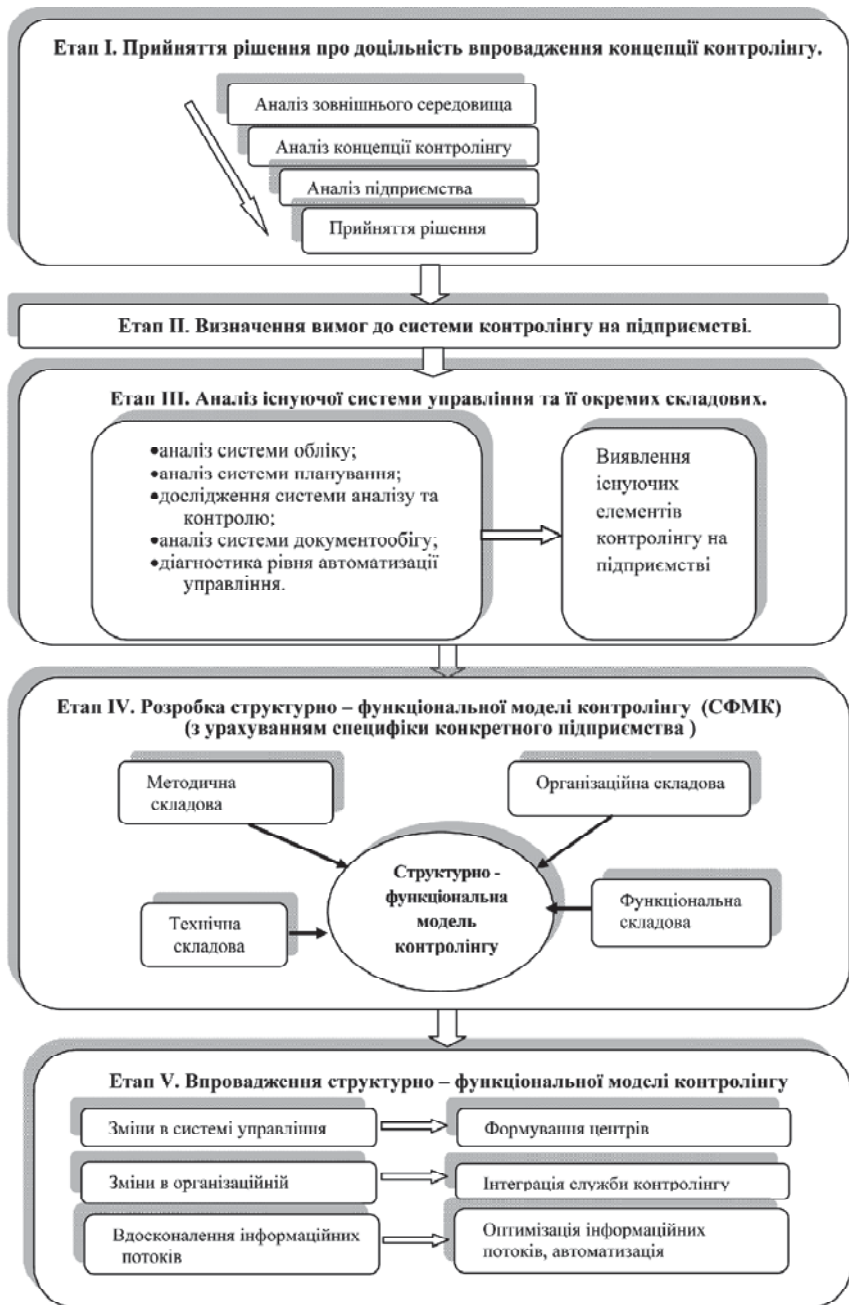 Етап І. Прийняття рішення про доцільність впровадження концепції контролінгу.
Аналіз зовнішнього середовища
Аналіз концепції контролінгу
Аналіз підприємства
Прийняття рішення
Етап ІІ. Визначення вимог до системи контролінгу на підприємстві.
Етап ІІІ. Аналіз існуючої системи управління та її окремих складових.
•аналіз системи обліку;
•аналіз системи планування;
•дослідження системи аналізу та
контролю;
•аналіз системи документообігу;
•діагностика рівня автоматизації
управління.
Виявлення
існуючих
елементів
контролінгу на
підприємстві
Етап IV. Розробка структурно – функціональної моделі контролінгу (СФМК)
(з урахуванням специфіки конкретного підприємства )
Методична
складова
Організаційна складова
Структурно -
функціональна
модель
контролінгу
Технічна
складова
Функціональна
складова
Етап V. Впровадження структурно – функціональної моделі контролінгу
Зміни в системі управління
Формування центрів
Зміни в організаційній
Інтеграція служби контролінгу
Вдосконалення інформаційних
потоків
Оптимізація інформаційних
потоків, автоматизація